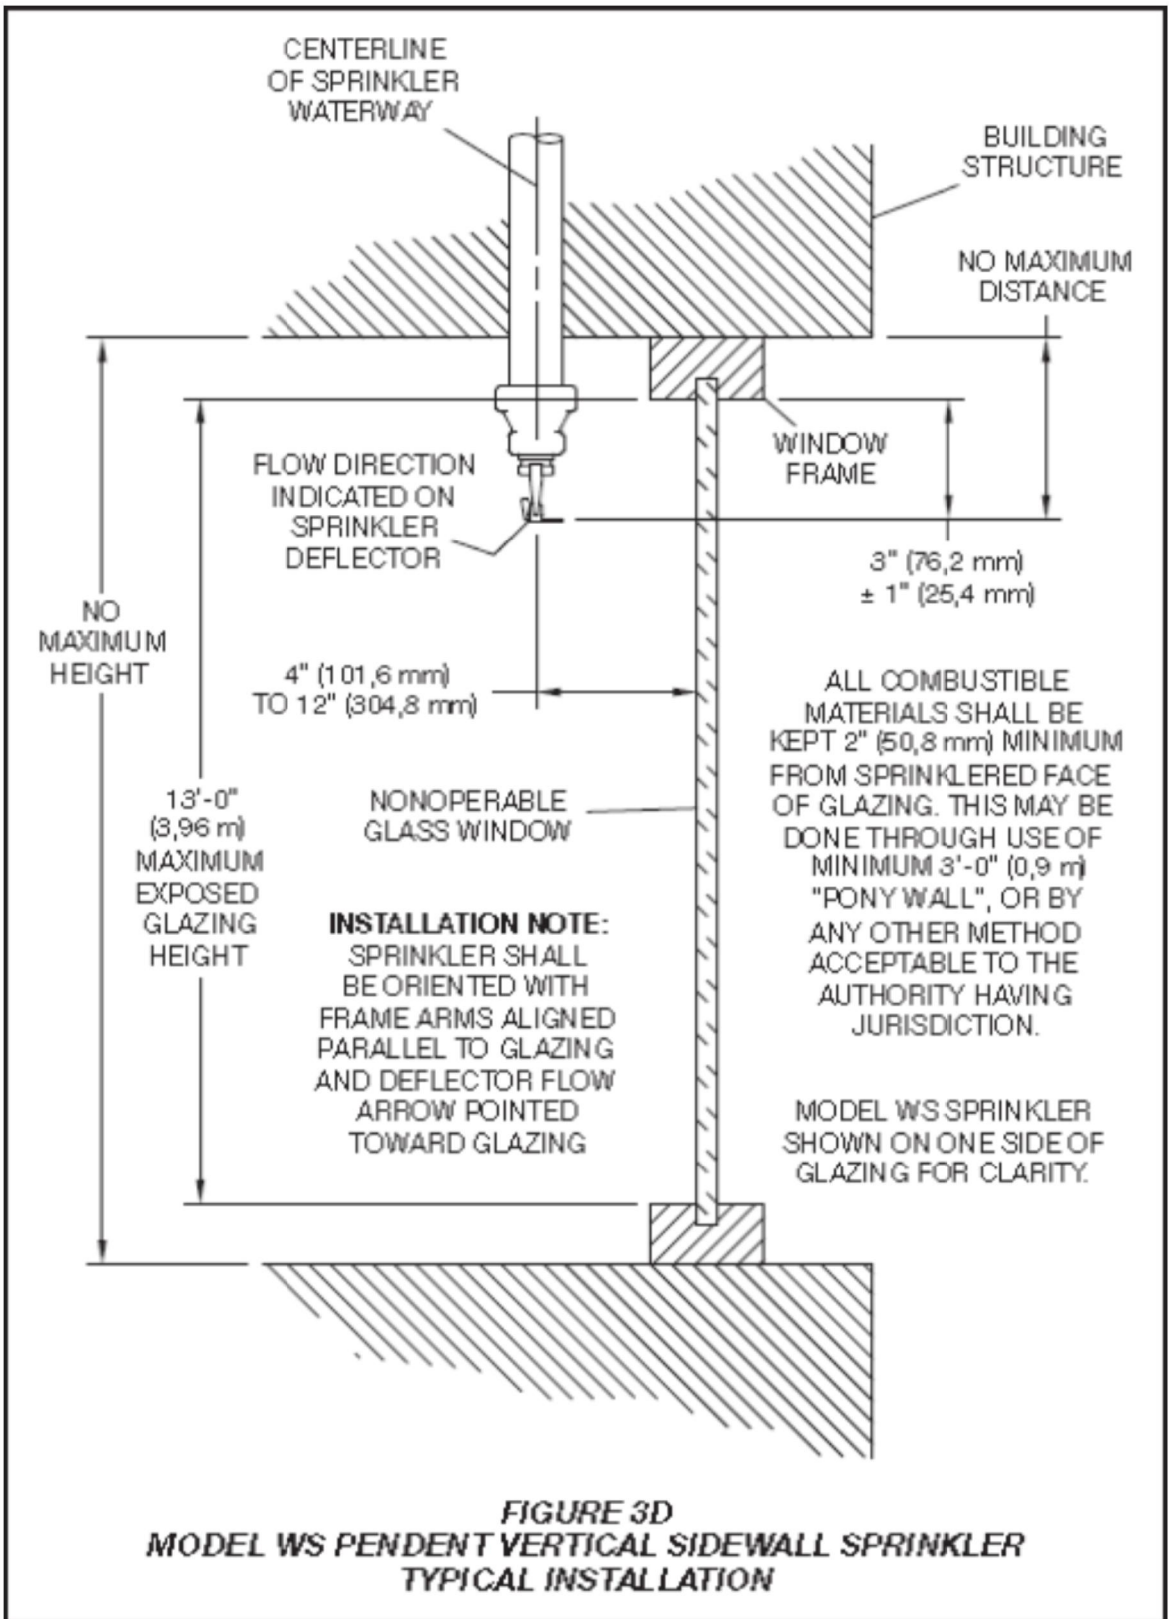 CENTERLINE
OF SPRINKLER
WATERWAY
BUILDING
STRUCTURE
NO MAXIMUM
DISTANCE
WINDOW
FRAME
FLOW DIRECTION
INDICATED ON
SPRINKLER
DEFLECTOR
3" (76,2 mm)
± 1" (25,4 mm)
NO
MAXIMUM
HEIGHT
4" (101,6 mm)
TO 12" (304,8 mm)
13'-0"
(3,96 m)
MAXIMUM
EXPOSED
GLAZING
HEIGHT
NONOPERABLE
GLASS WINDOW
ALL COMBUSTIBLE
MATERIALS SHALL BE
KEPT 2" (50,8 mm) MINIMUM
FROM SPRINKLERED FACE
OF GLAZING. THIS MAY BE
DONE THROUGH USE OF
MINIMUM 3'-0" (0,9 m)
"PONY WALL", OR BY
ANY OTHER METHOD
ACCEPTABLE TO THE
AUTHORITY HAVING
JURISDICTION.
INSTALLATION NOTE:
SPRINKLER SHALL
BE ORIENTED WITH
FRAME ARMS ALIGNED
PARALLEL TO GLAZING
AND DEFLECTOR FLOW
ARROW POINTED
TOWARD GLAZING
MODEL WS SPRINKLER
SHOWN ON ONE SIDE OF
GLAZING FOR CLARITY.
FIGURE 3D
MODEL WS PENDENT VERTICAL SIDEWALL SPRINKLER
TYPICAL INSTALLATION